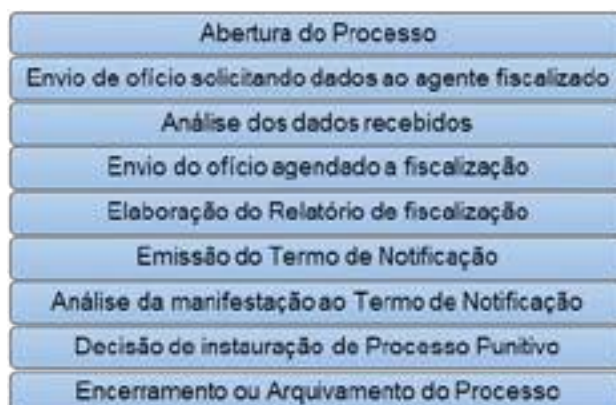 Abertura do Processo
Envio de ofício solicitando dados ao agente fiscalizado
Análise dos dados recebidos
Envio do ofício agendado a fiscalização
Elaboração do Relatório de fiscalização
Emissão do Termo de Notificação
Análise da manifestação ao Termo de Notificação
Decisão de instauração de Processo Punitivo
Encerramento ou Arquivamento do Processo